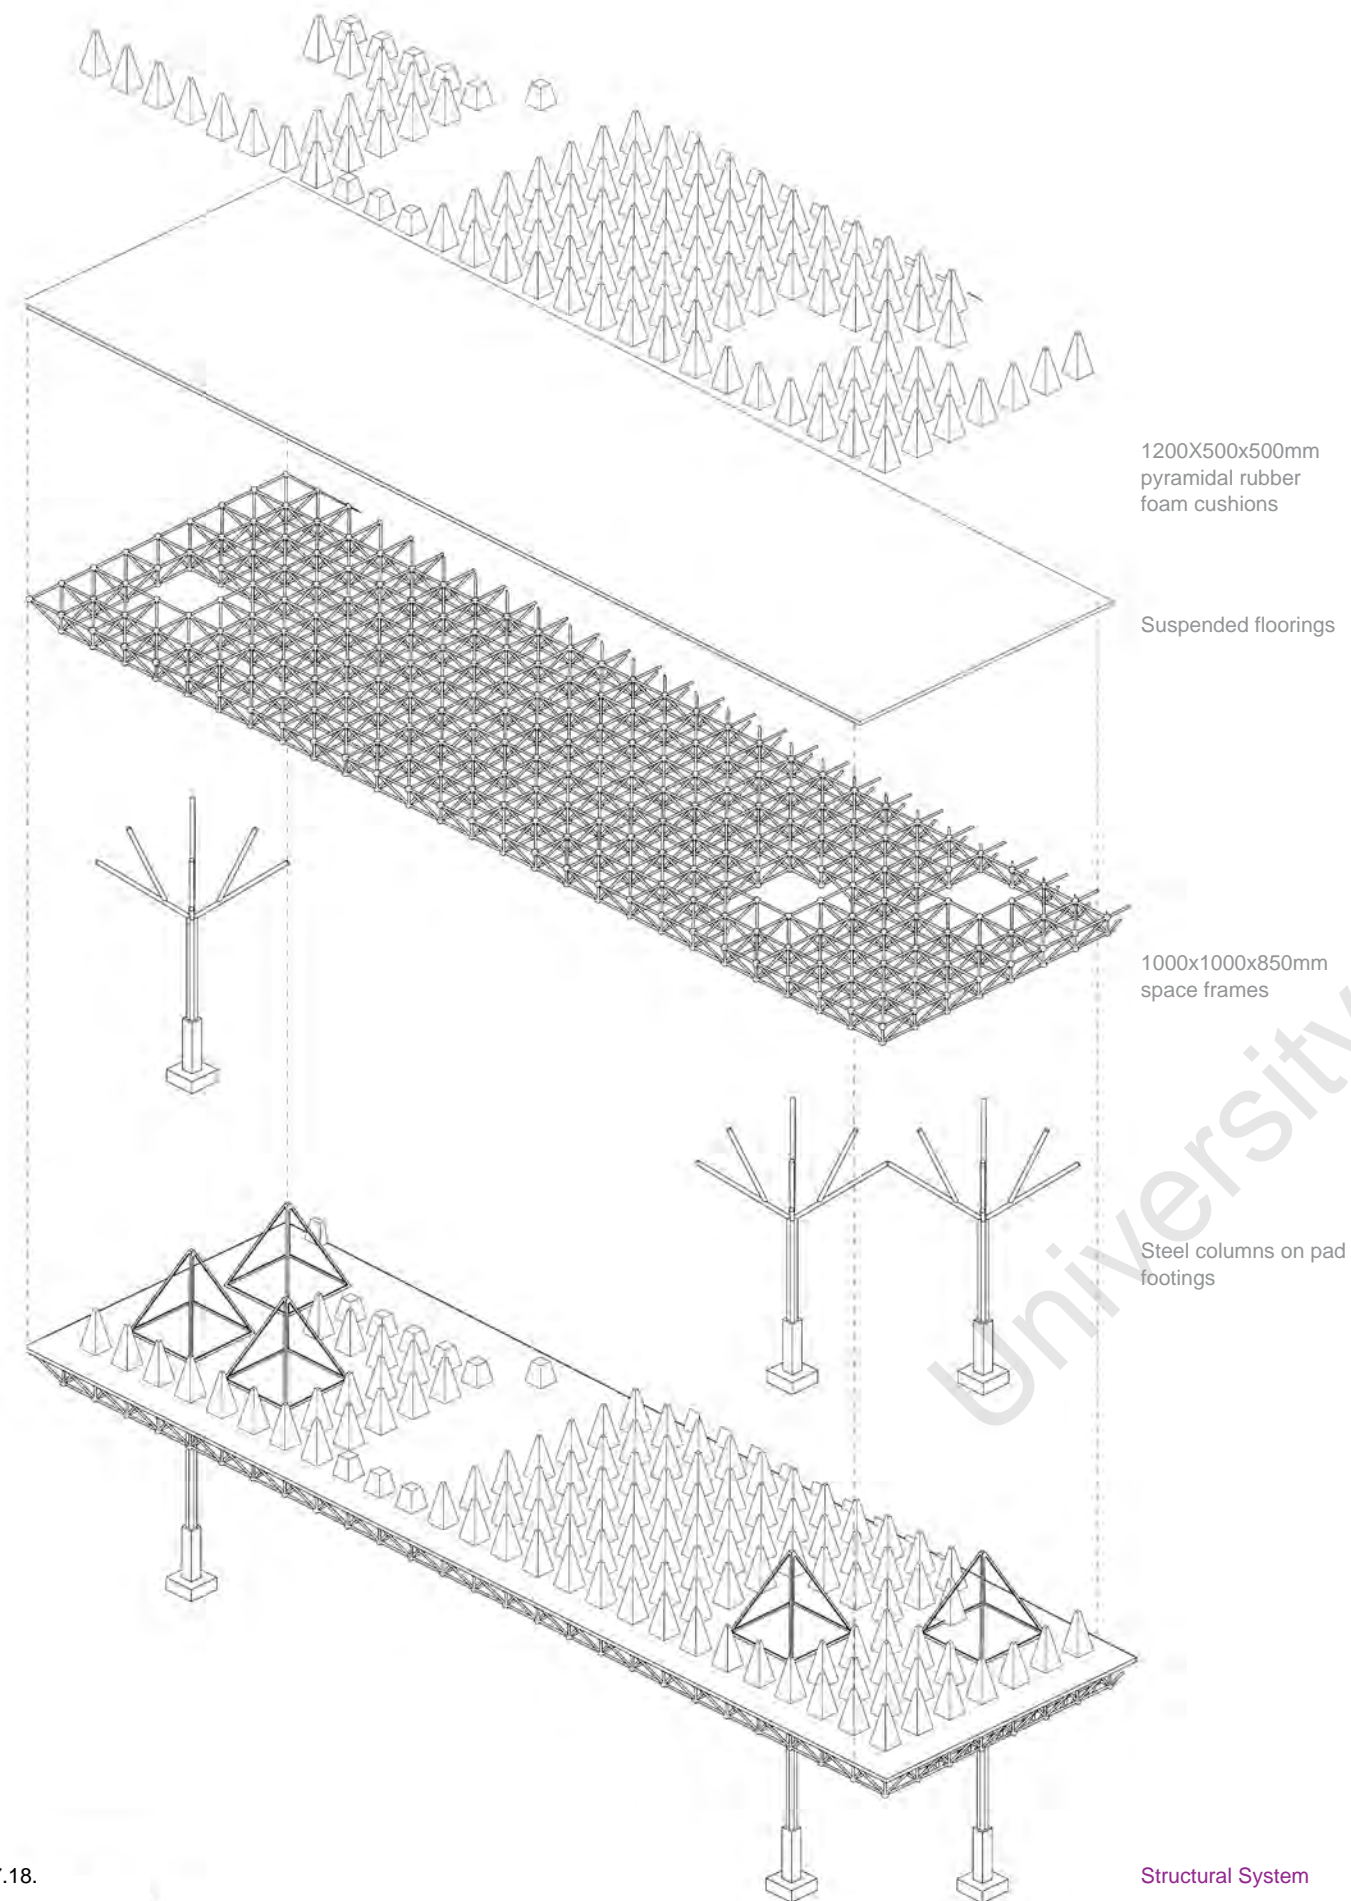 1200X500x500mm
pyramidal rubber
foam cushions
Suspended floorings
1000x1000x850mm
space frames
University
Steel columns on pad
footings
7.18.
Structural System